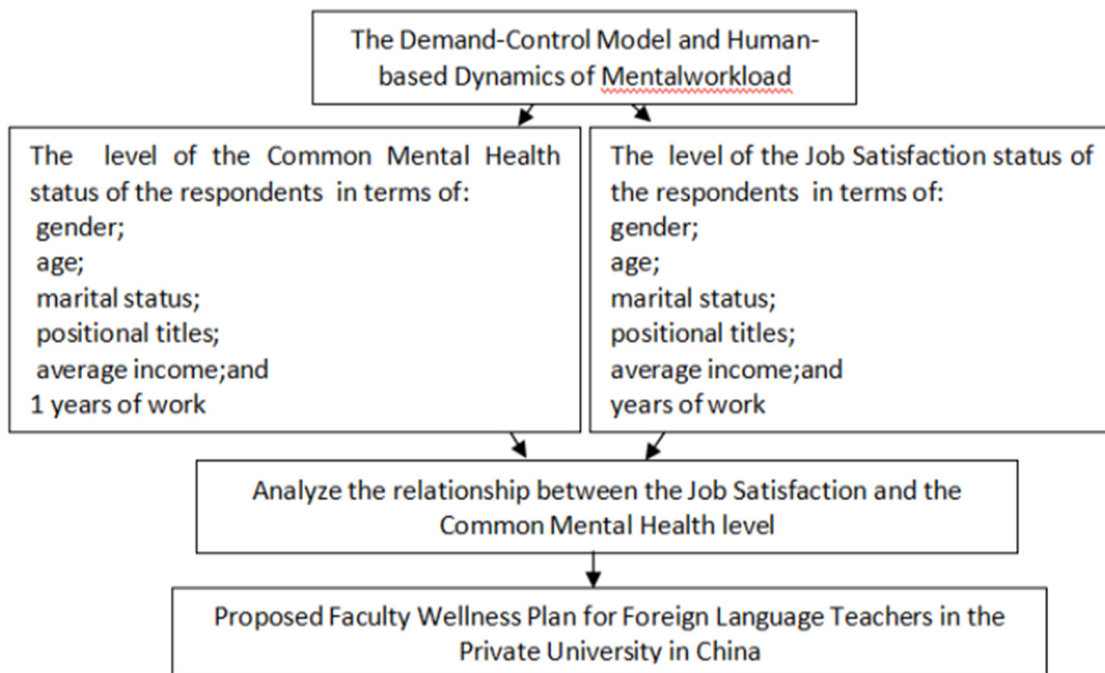 The Demand-Control Model and Human-
based Dynamics of Mentalworkload
The level of the Common Mental Health
status of the respondents in terms of:
gender;
age;
marital status;
positional titles;
average income;and
1 years of work
The level of the Job Satisfaction status of
the respondents in terms of:
gender;
age;
marital status;
positional titles;
average income;and
years of work
Analyze the relationship between the Job Satisfaction and the
Common Mental Health level
Proposed Faculty Wellness Plan for Foreign Language Teachers in the
Private University in China